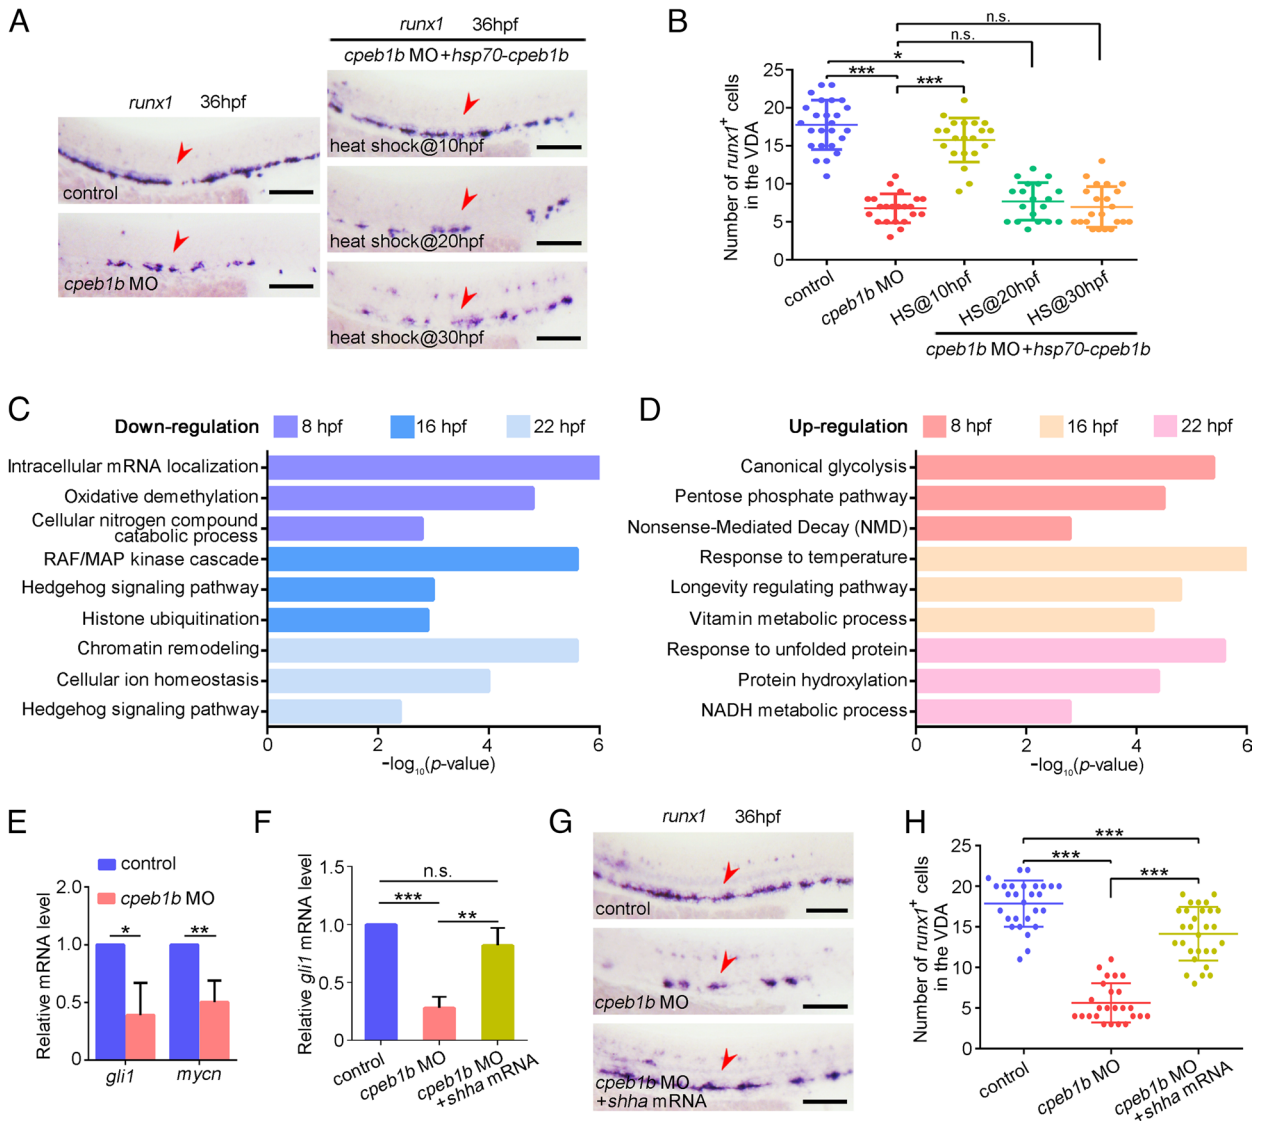 A
runx1 36hpf
control
cpeb1b MO
runx1 36hpf
cpeb1b MO+hsp70-cpeb1b
heat shock@10hpf
heat shock@20hpf
heat shock@30hpf
B
n.s.
n.s.
*
*** ***
Number of runx1+ cells
in the VDA
25
20
15
10
5
0
control
cpeb1b MO
HS@10hpf
HS@20hpf
HS@30hpf
cpeb1b MO+hsp70-cpeb1b
C
Down-regulation 8 hpf 16 hpf 22 hpf
Intracellular mRNA localization
Oxidative demethylation
Cellular nitrogen compound
catabolic process
RAF/MAP kinase cascade
Hedgehog signaling pathway
Histone ubiquitination
Chromatin remodeling
Cellular ion homeostasis
Hedgehog signaling pathway
0 2 4 6
-log10(p-value)
D
Up-regulation 8 hpf 16 hpf 22 hpf
Canonical glycolysis
Pentose phosphate pathway
Nonsense-Mediated Decay (NMD)
Response to temperature
Longevity regulating pathway
Vitamin metabolic process
Response to unfolded protein
Protein hydroxylation
NADH metabolic process
0 2 4 6
-log10(p-value)
E
control
cpeb1b MO
Relative mRNA level
2.0
1.0
0.5
0
* **
gli1 mycn
F
Relative gli1 mRNA level
1.5
1.0
0.5
0
n.s.
***
**
control
cpeb1b MO
cpeb1b MO
+shha mRNA
G
runx1 36hpf
control
cpeb1b MO
cpeb1b MO
+shha mRNA
H
Number of runx1+ cells
in the VDA
25
20
15
10
5
0
***
***
***
control
cpeb1b MO
cpeb1b MO
+shha mRNA